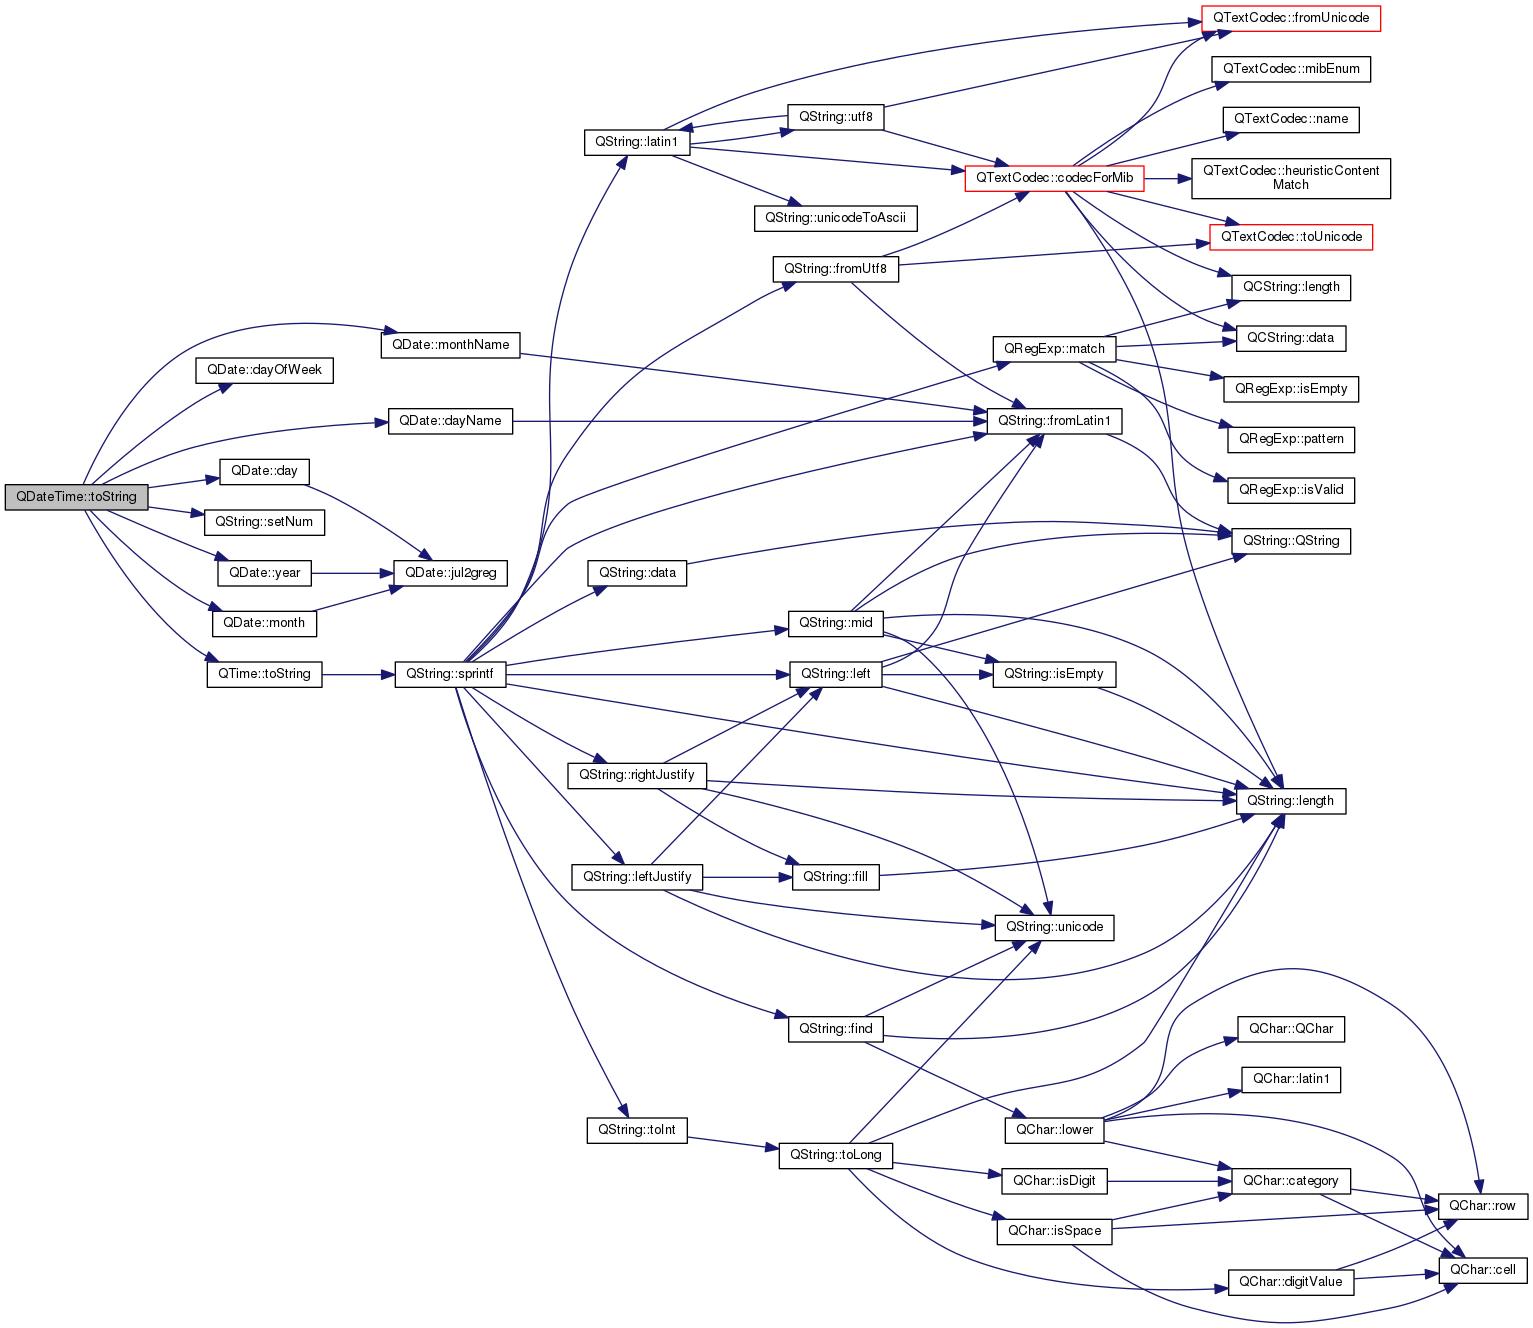 QTextCodec::fromUnicode
QTextCodec::mibEnum
QString::utf8
QTextCodec::name
QString::latin1
QTextCodec::codecForMib
QTextCodec::heuristicContent
Match
QString::unicodeToAscii
QTextCodec::toUnicode
QString::fromUtf8
QCString::length
QCString::data
QDate::monthName
QRegExp::match
QDate::dayOfWeek
QRegExp::isEmpty
QDate::dayName
QString::fromLatin1
QRegExp::pattern
QDate::day
QDateTime::toString
QRegExp::isValid
QString::setNum
QString::QString
QDate::year
QDate::jul2greg
QString::data
QDate::month
QString::mid
QTime::toString
QString::sprintf
QString::left
QString::isEmpty
QString::rightJustify
QString::length
QString::leftJustify
QString::fill
QString::unicode
QString::find
QChar::QChar
QChar::latin1
QString::toInt
QChar::lower
QString::toLong
QChar::isDigit
QChar::category
QChar::row
QChar::isSpace
QChar::cell
QChar::digitValue